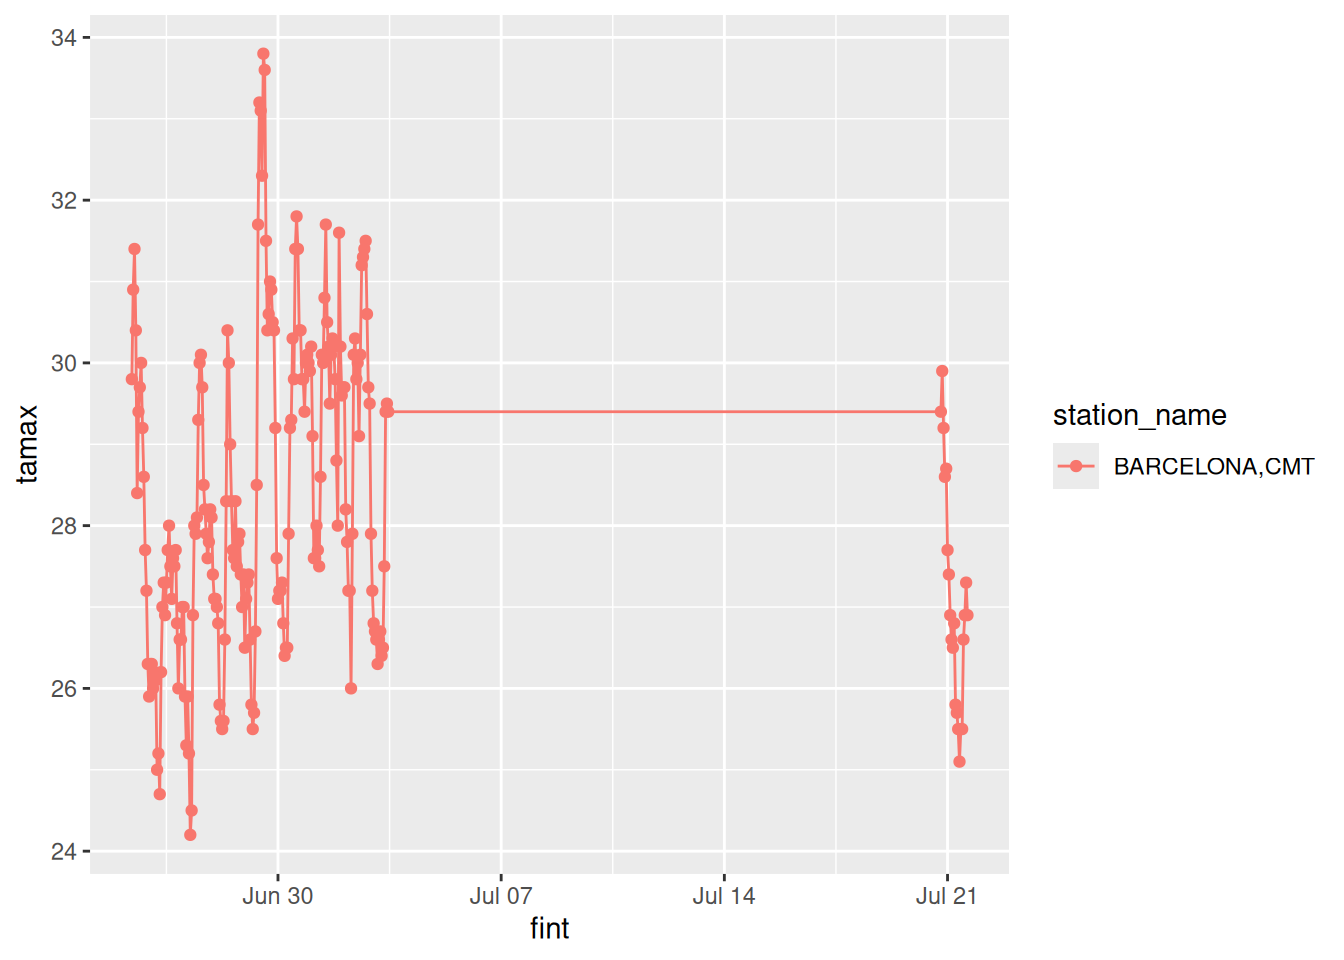 34
32
30
28
26
24
tamax
Jun 30
Jul 07
Jul 14
Jul 21
fint
station_name
BARCELONA,CMT